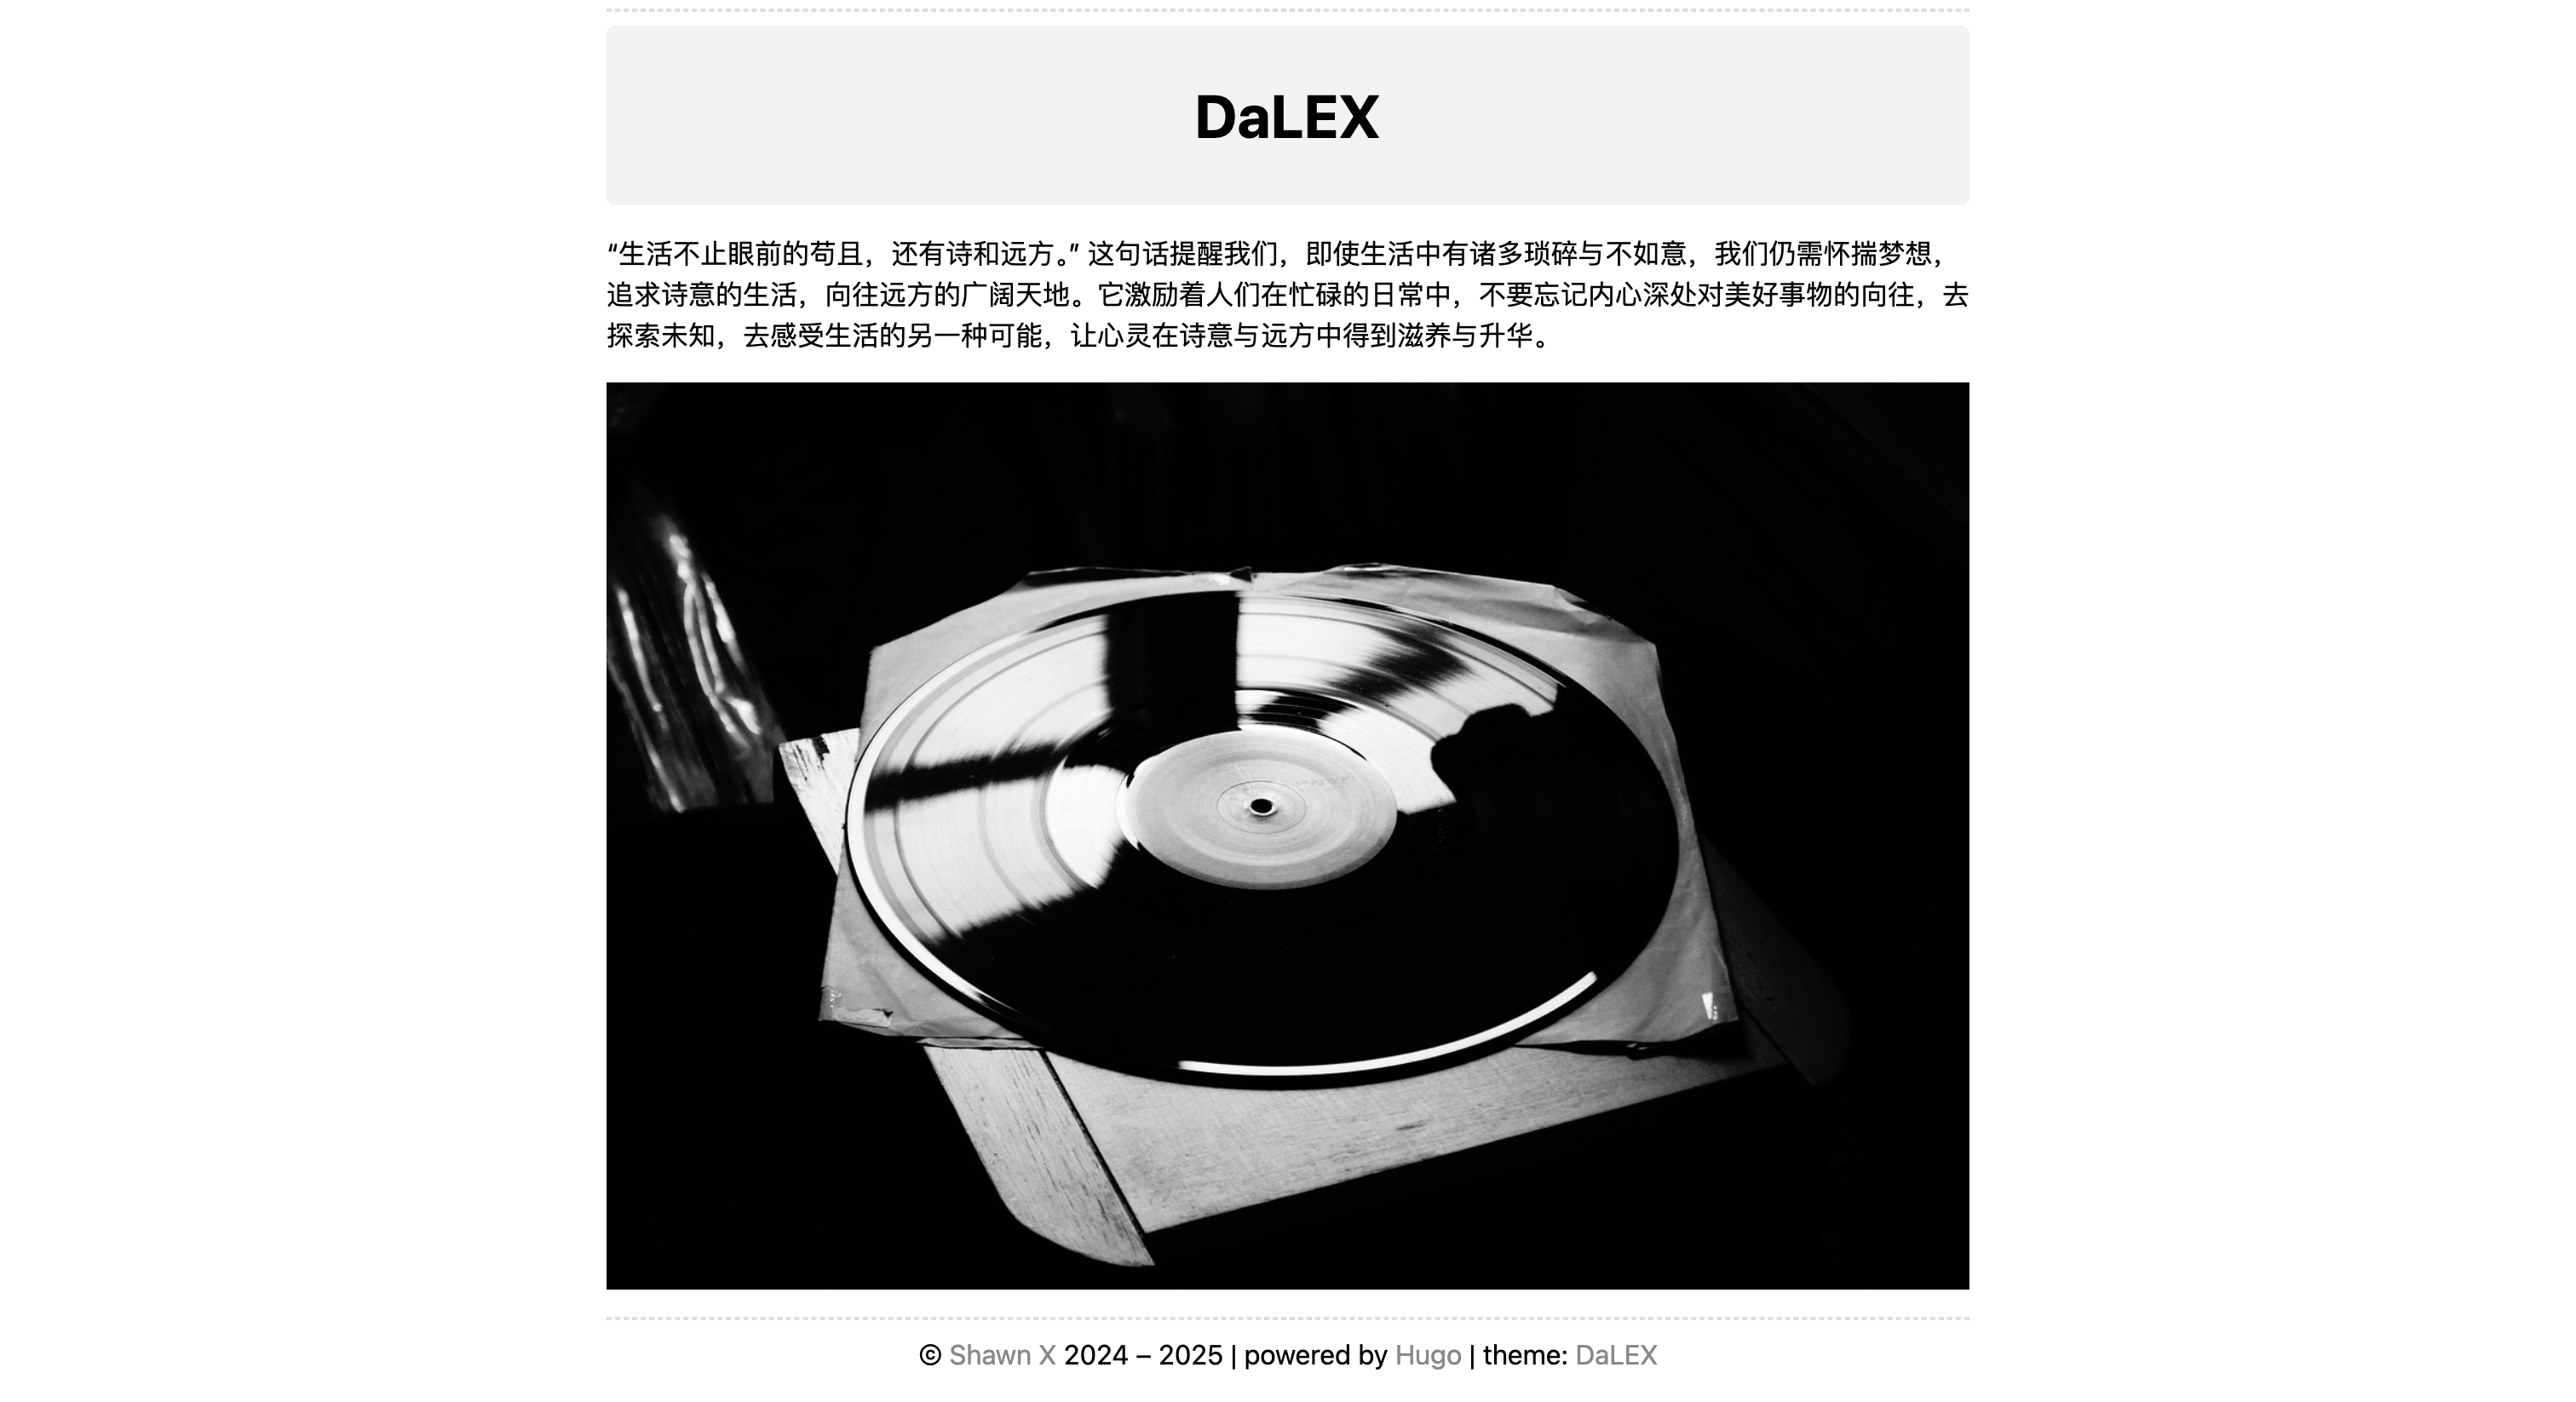 DaLEX
“生活不止眼前的苟且，还有诗和远方。” 这句话提醒我们，即使生活中有诸多琐碎与不如意，我们仍需怀揣梦想，
追求诗意的生活，向往远方的广阔天地。它激励着人们在忙碌的日常中，不要忘记内心深处对美好事物的向往，去
探索未知，去感受生活的另一种可能，让心灵在诗意与远方中得到滋养与升华。
© Shawn X 2024 – 2025 | powered by Hugo | theme: DaLEX